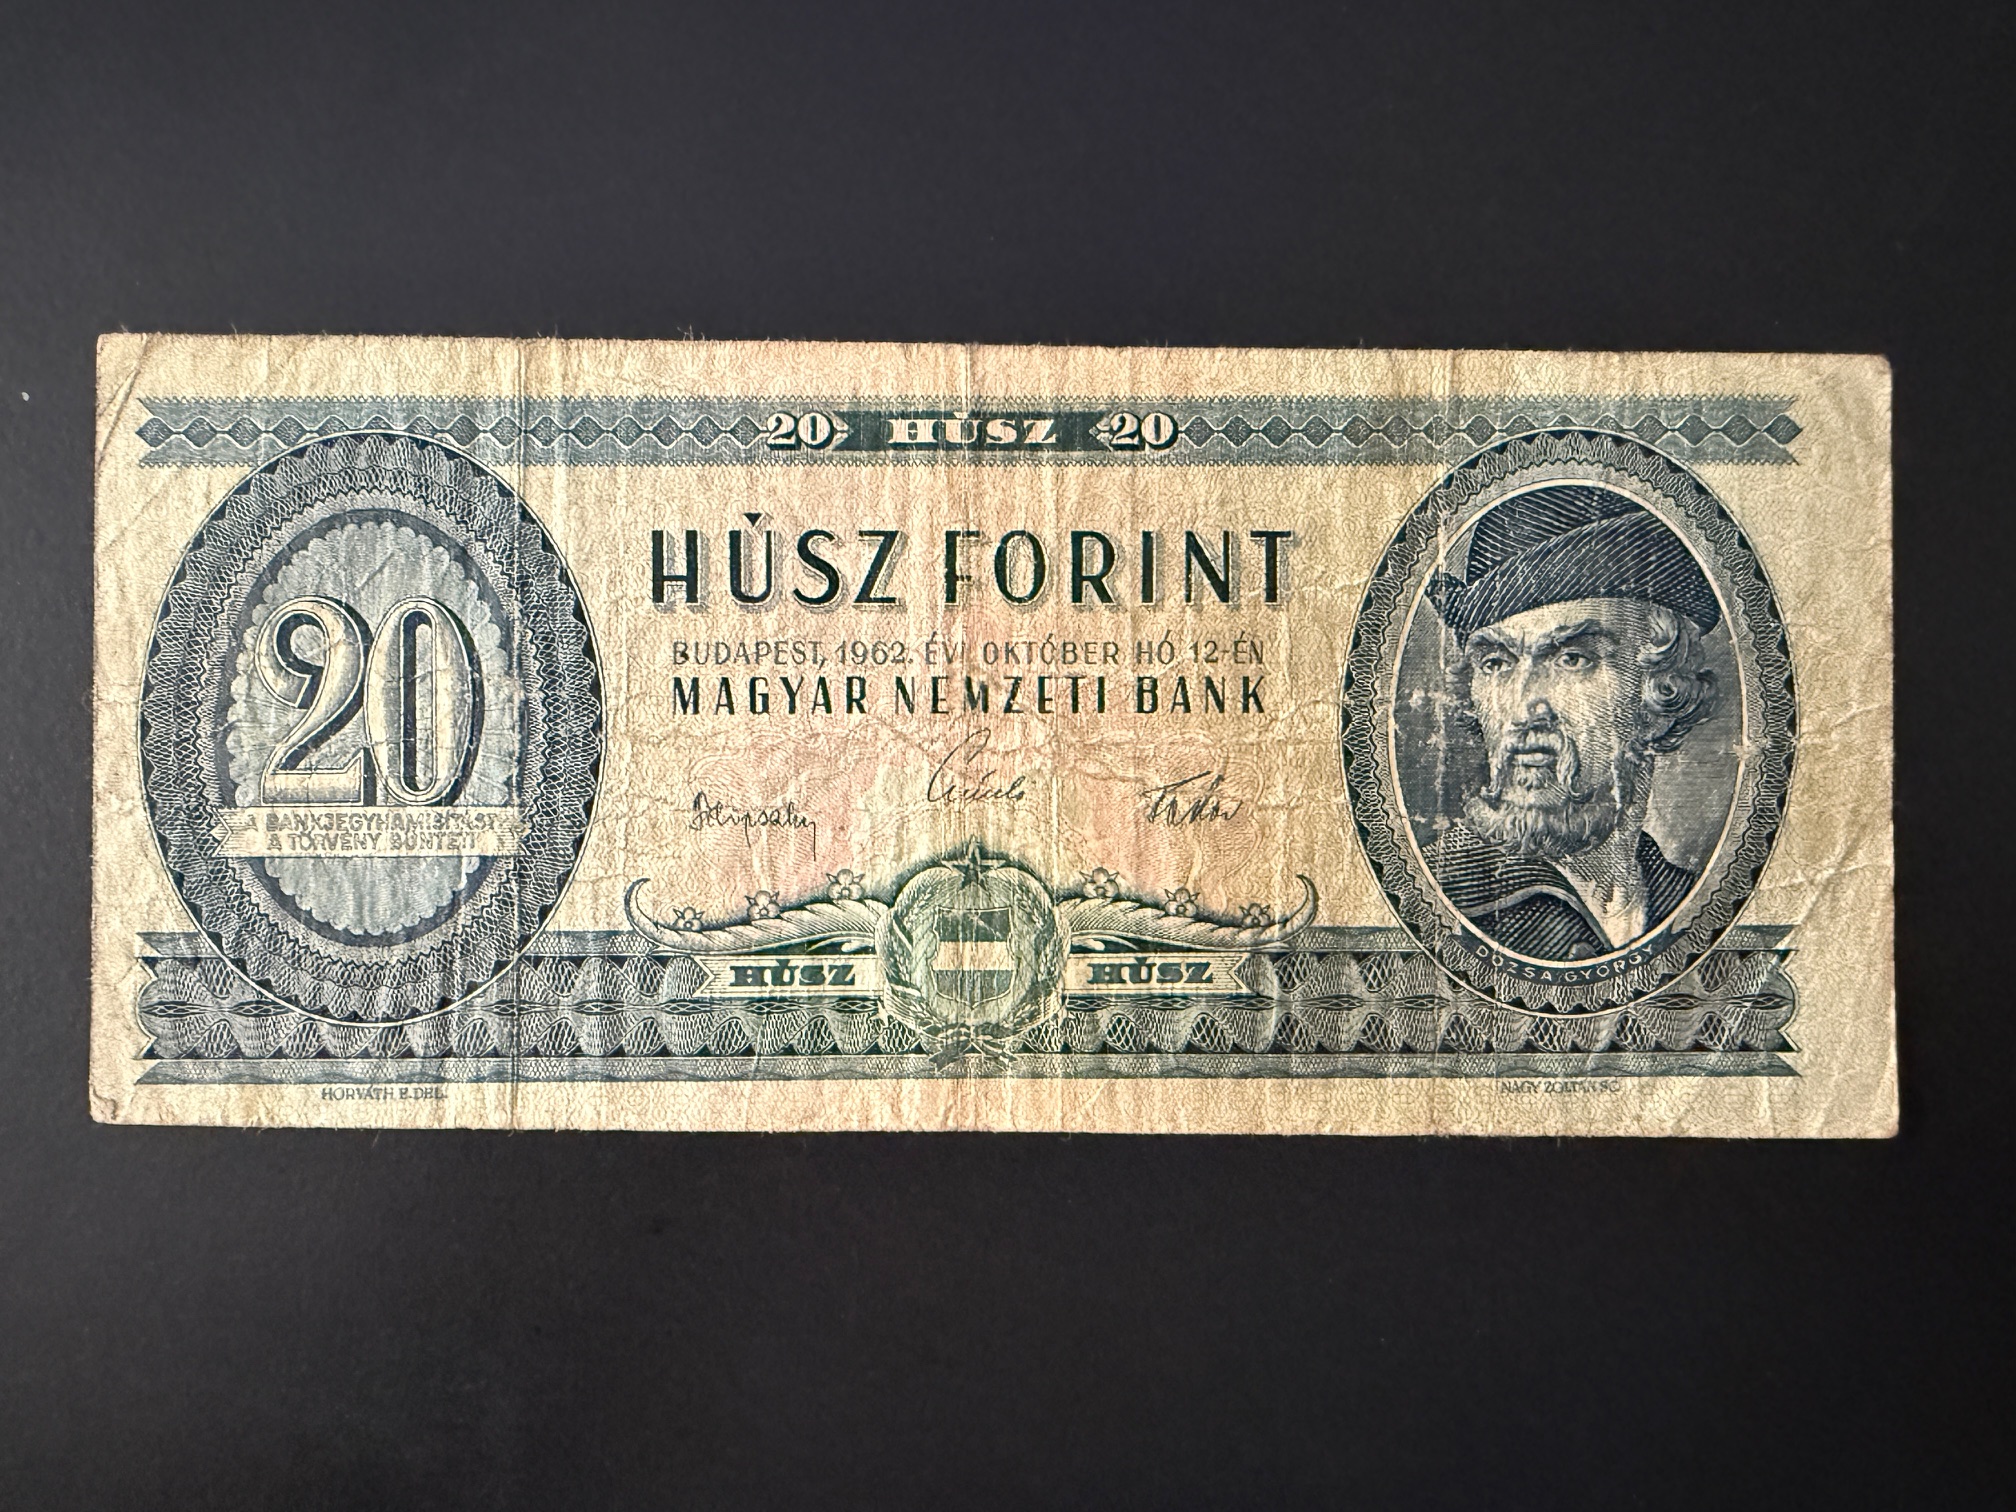 20 HÚSZ 20
HÚSZ FORINT
BUDAPEST, 1962. ÉVI OKTÓBER HÓ 12-ÉN
MAGYAR NEMZETI BANK
20
A BANKJEGYHAMISÍTÁST
A TÖRVÉNY BÜNTETI
HÚSZ HÚSZ
DÓZSA GYÖRGY
HORVÁTH E. DEL.
NAGY ZOLTÁN SC.